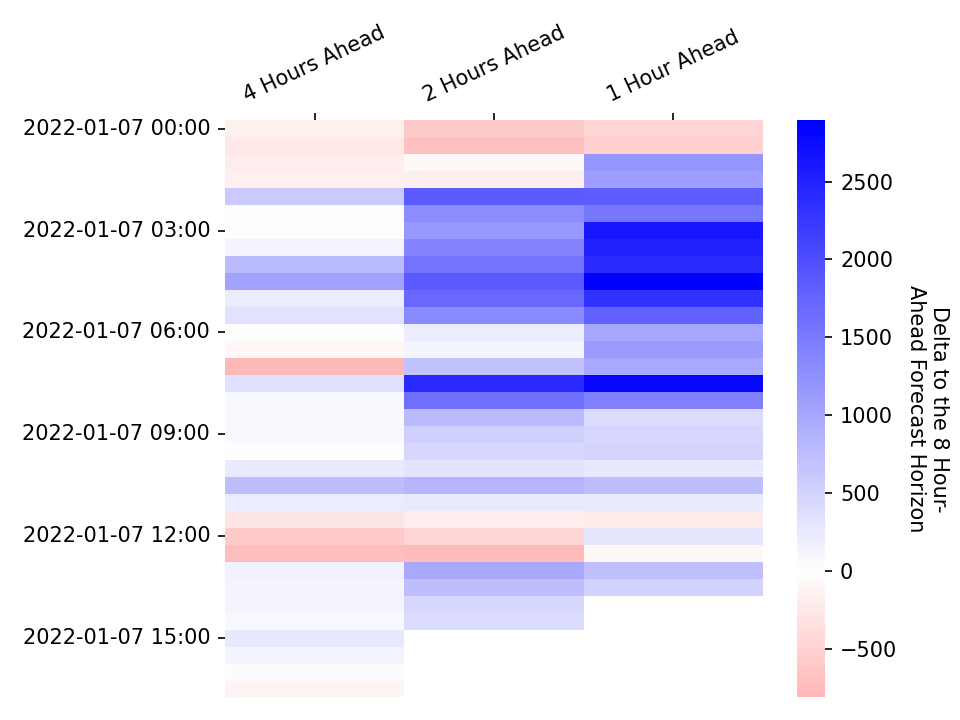 4 Hours Ahead
2 Hours Ahead
1 Hour Ahead
2022-01-07 00:00
2022-01-07 03:00
2022-01-07 06:00
2022-01-07 09:00
2022-01-07 12:00
2022-01-07 15:00
2500
2000
1500
1000
500
0
−500
Delta to the 8 Hour-
Ahead Forecast Horizon